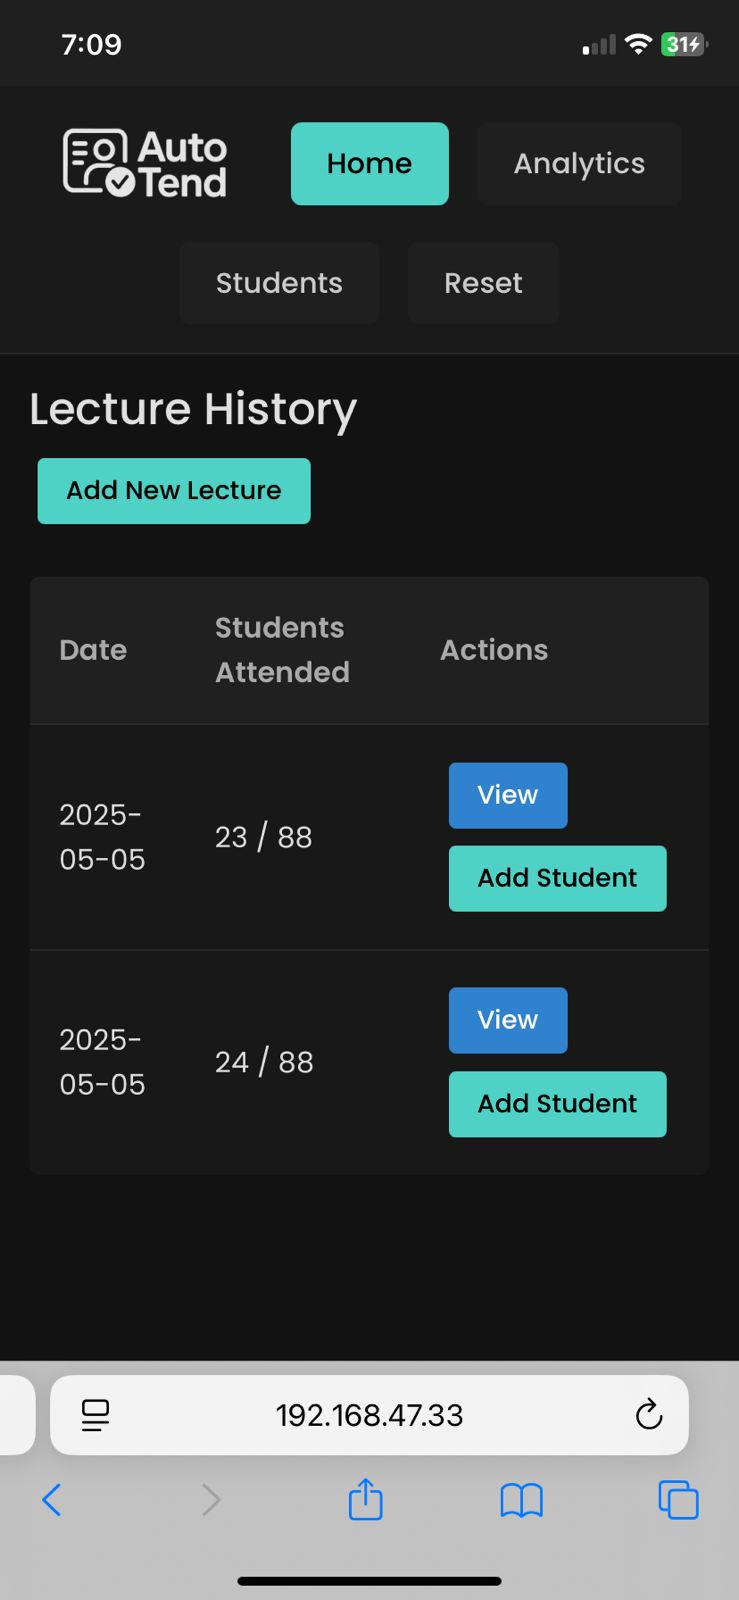 7:09
31
Auto
Tend
Home
Analytics
Students
Reset
Lecture History
Add New Lecture
Date
Students
Attended
Actions
2025-
05-05
23 / 88
View
Add Student
2025-
05-05
24 / 88
View
Add Student
192.168.47.33